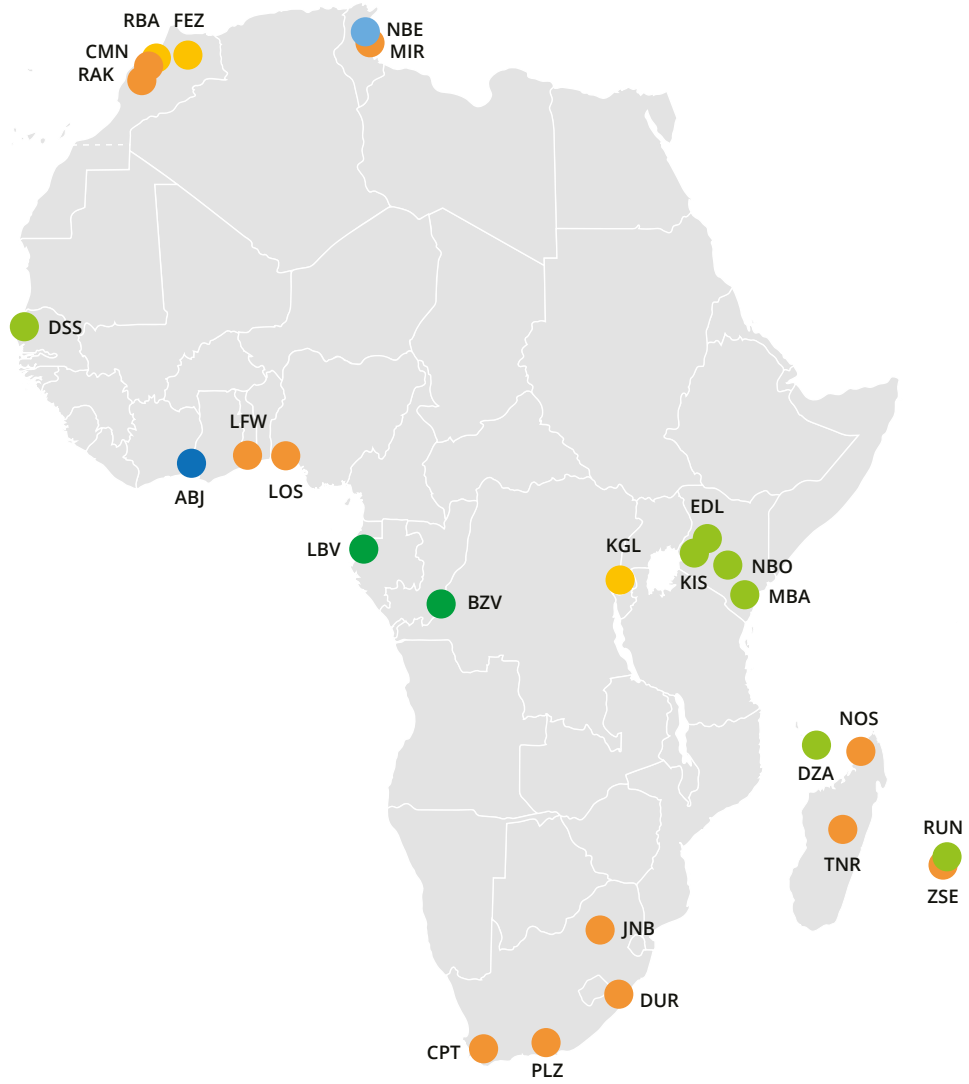 RBA FEZ
NBE
CMN
MIR
RAK
DSS
LFW
LOS
ABJ
EDL
LBV
KGL
NBO
KIS
BZV
MBA
NOS
DZA
RUN
TNR
ZSE
JNB
DUR
CPT
PLZ